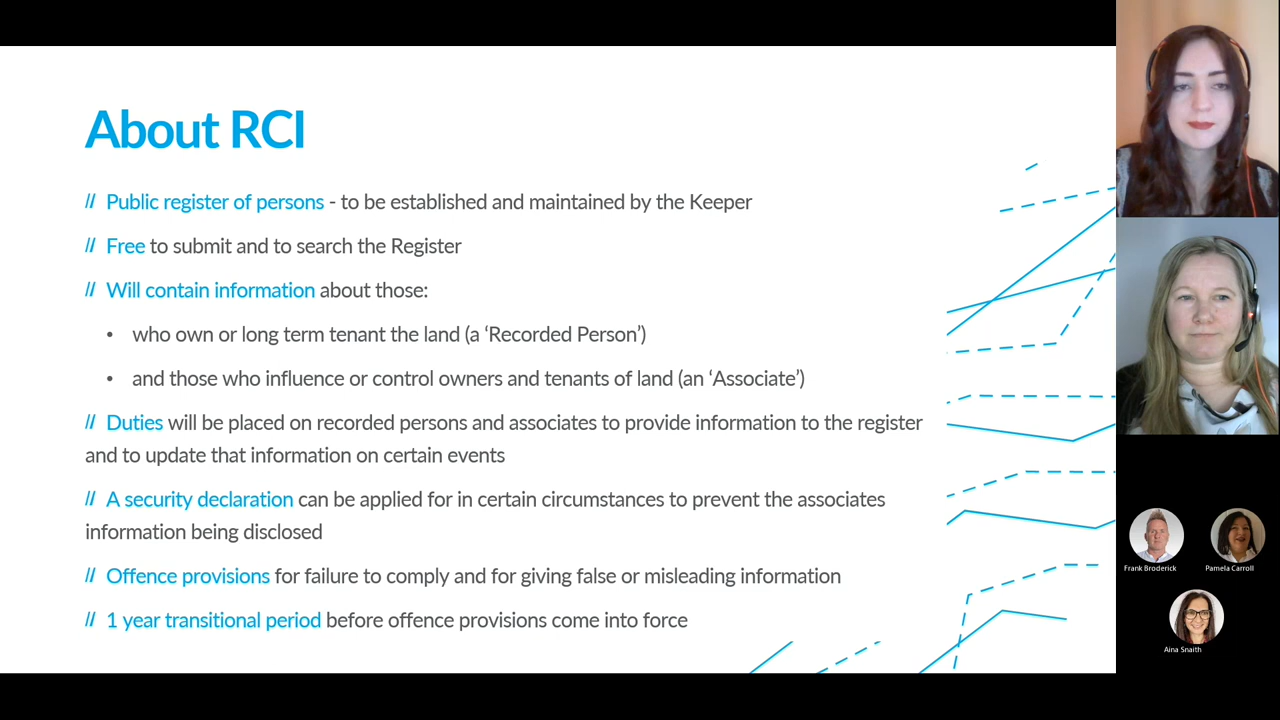 About RCI
// Public register of persons - to be established and maintained by the Keeper
// Free to submit and to search the Register
// Will contain information about those:
• who own or long term tenant the land (a ‘Recorded Person’)
• and those who influence or control owners and tenants of land (an ‘Associate’)
// Duties will be placed on recorded persons and associates to provide information to the register
and to update that information on certain events
// A security declaration can be applied for in certain circumstances to prevent the associates
information being disclosed
// Offence provisions for failure to comply and for giving false or misleading information
// 1 year transitional period before offence provisions come into force
Frank Broderick
Pamela Carroll
Aina Snaith